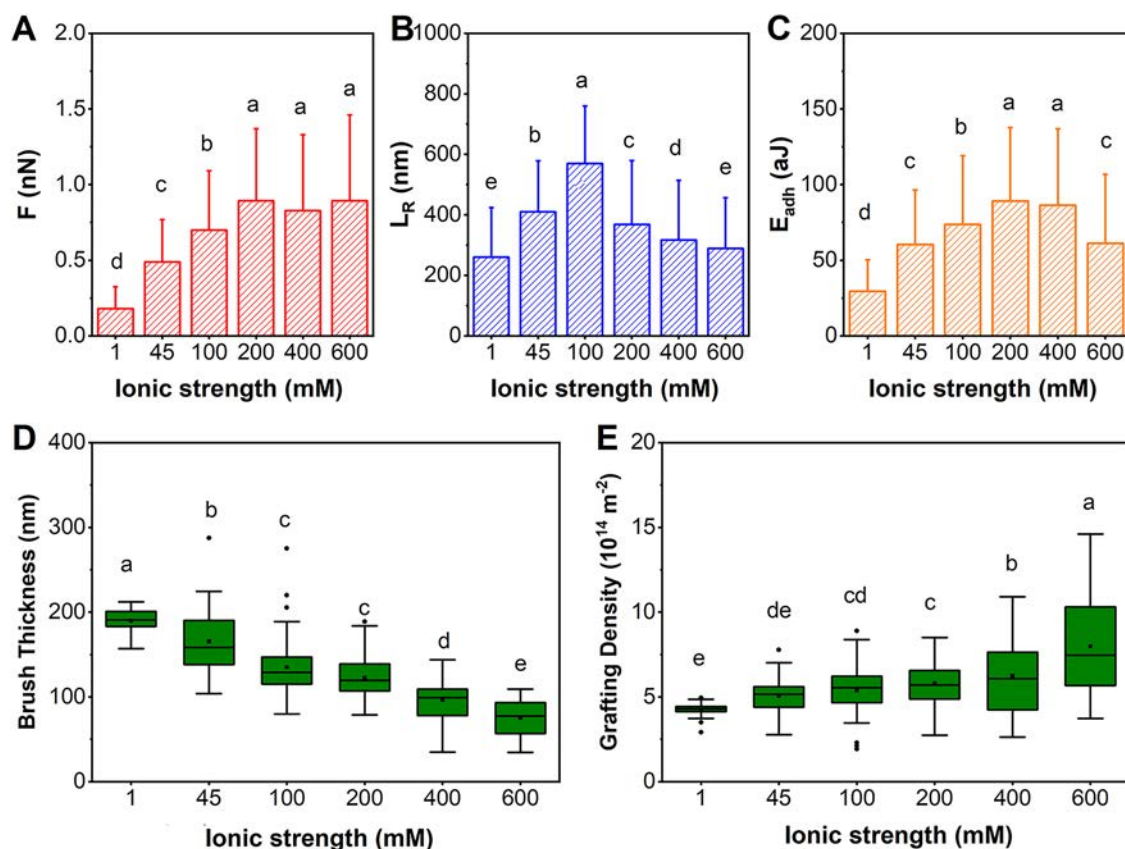 A
2.0
1.5
1.0
0.5
0.0
F (nN)
d
c
b
a
a
a
1 45 100 200 400 600
Ionic strength (mM)
B
1000
800
600
400
200
0
L_R (nm)
e
b
a
c
d
e
1 45 100 200 400 600
Ionic strength (mM)
C
200
150
100
50
0
E_adh (aJ)
d
c
b
a
a
c
1 45 100 200 400 600
Ionic strength (mM)
D
400
300
200
100
0
Brush Thickness (nm)
a
b
c
c
d
e
1 45 100 200 400 600
Ionic strength (mM)
E
20
15
10
5
0
Grafting Density (10^14 m^-2)
e
de
cd
c
b
a
1 45 100 200 400 600
Ionic strength (mM)